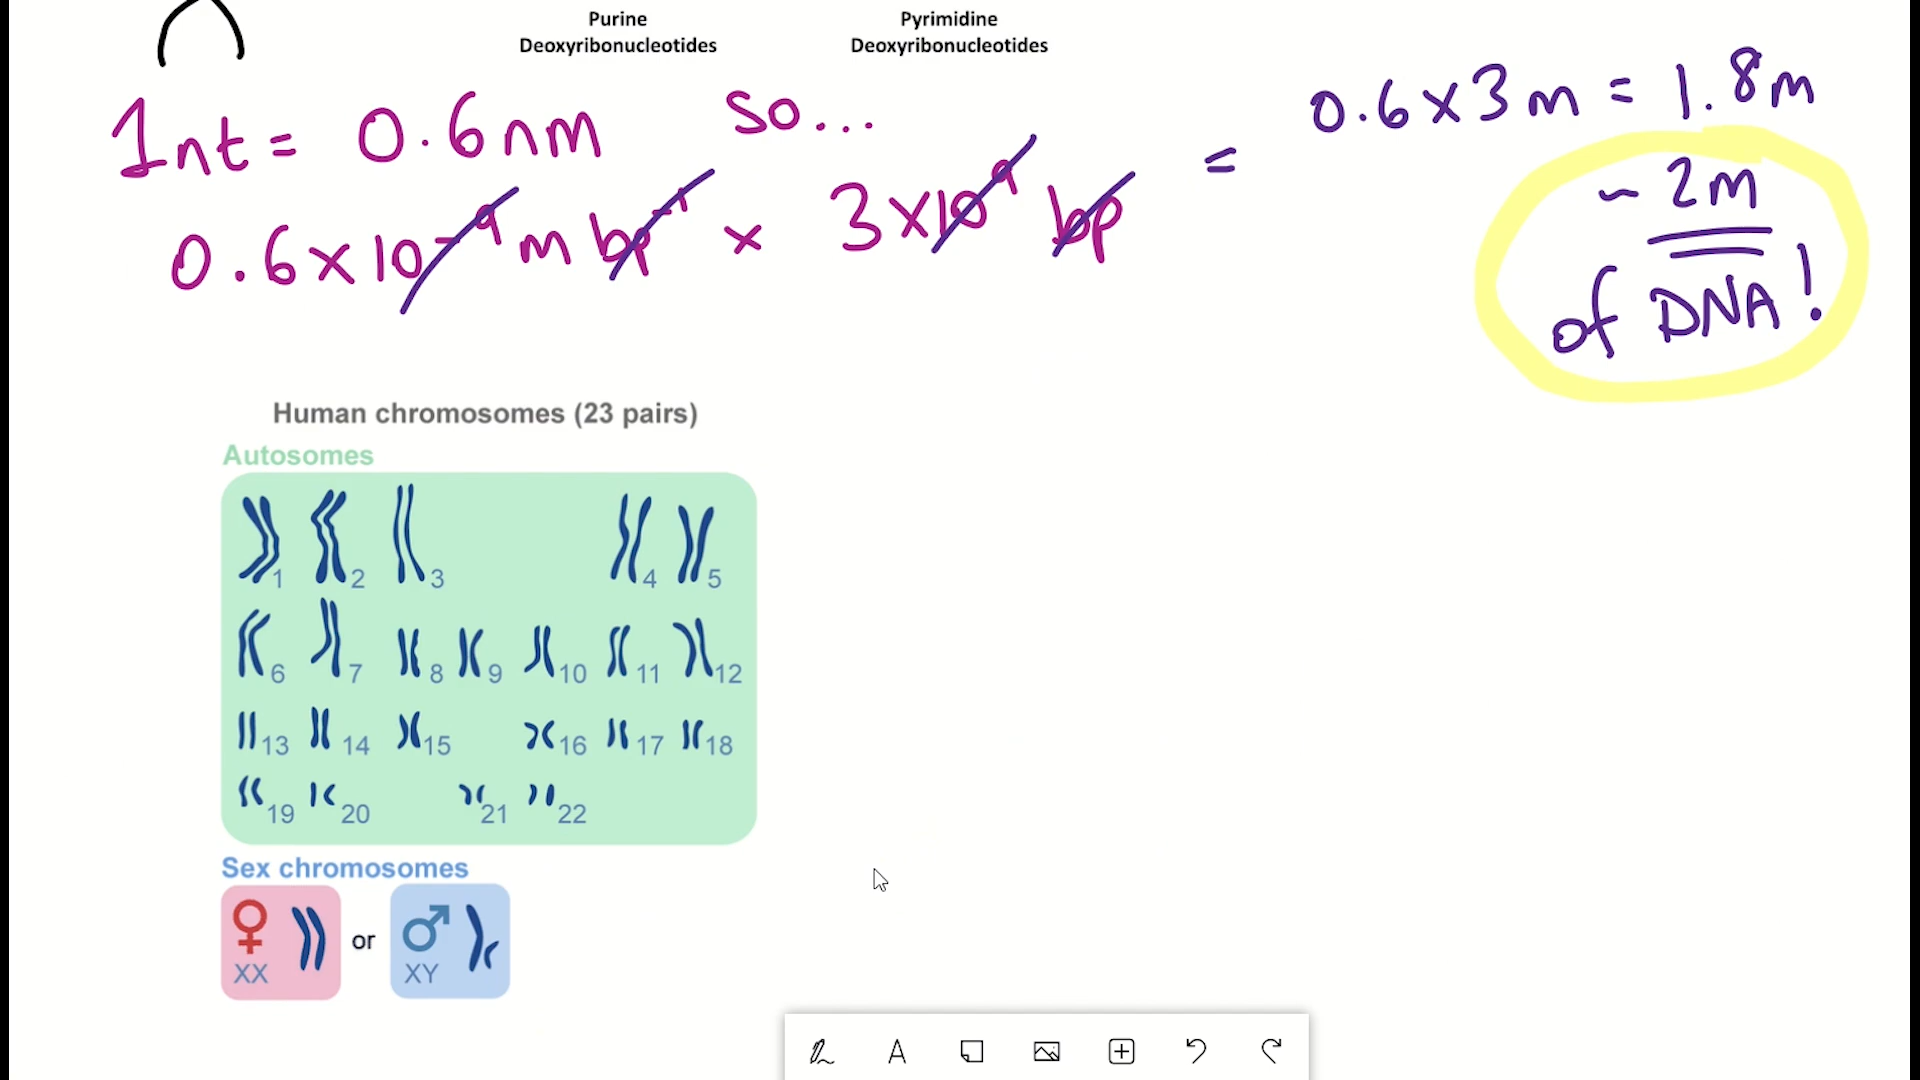 Purine
Deoxyribonucleotides
Pyrimidine
Deoxyribonucleotides
1nt = 0.6nm so...
0.6 x 10⁻⁹ m bp⁻¹ x 3 x 10⁹ bp =
0.6 x 3 m = 1.8m
~ 2m
of DNA!
Human chromosomes (23 pairs)
Autosomes
1 2 3 4 5
6 7 8 9 10 11 12
13 14 15 16 17 18
19 20 21 22
Sex chromosomes
XX or XY